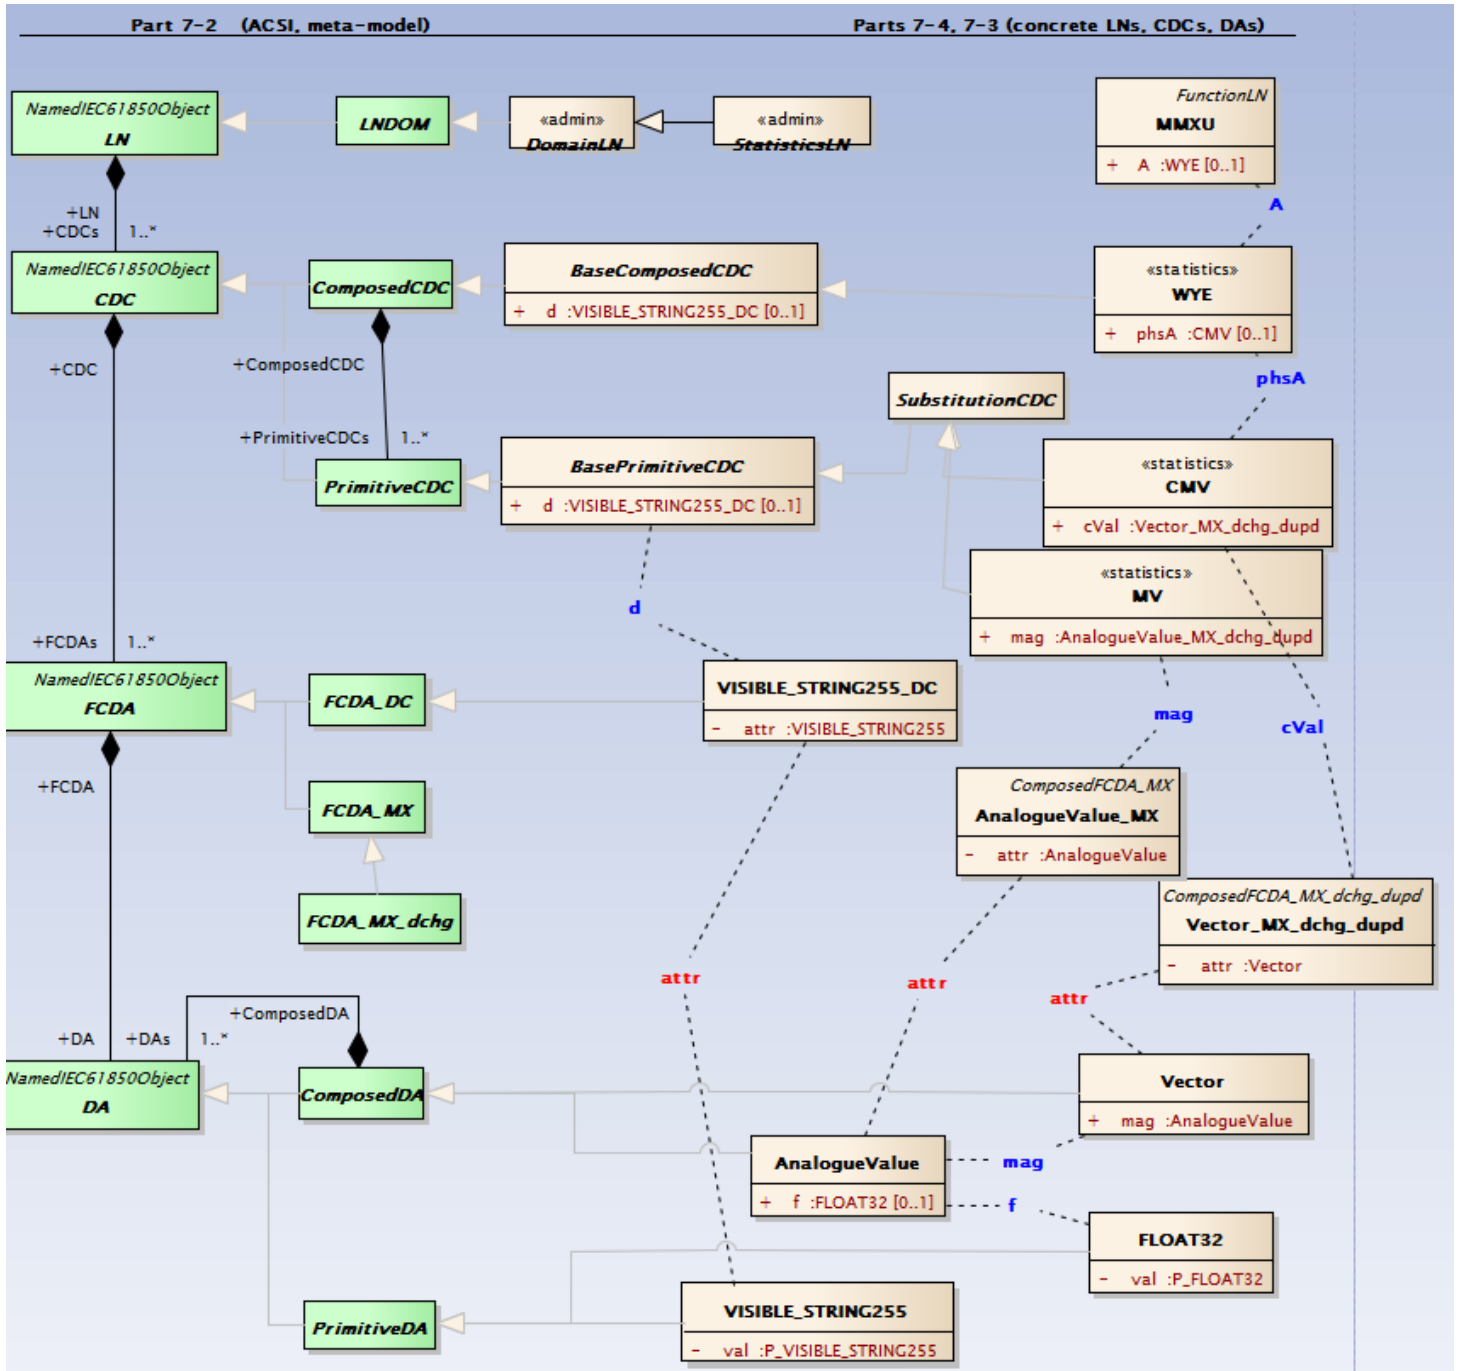 Part 7-2 (ACSI, meta-model)
Parts 7-4, 7-3 (concrete LNs, CDCs, DAs)
NamedIEC61850Object
LN
LNDOM
«admin»
DomainLN
«admin»
StatisticsLN
FunctionLN
MMXU
+ A :WYE [0..1]
A
+LN
+CDCs 1..*
NamedIEC61850Object
CDC
ComposedCDC
BaseComposedCDC
+ d :VISIBLE_STRING255_DC [0..1]
«statistics»
WYE
+ phsA :CMV [0..1]
phsA
+CDC
+ComposedCDC
+PrimitiveCDCs 1..*
PrimitiveCDC
BasePrimitiveCDC
+ d :VISIBLE_STRING255_DC [0..1]
SubstitutionCDC
«statistics»
CMV
+ cVal :Vector_MX_dchg_dupd
«statistics»
MV
+ mag :AnalogueValue_MX_dchg_dupd
d
mag
cVal
+FCDAs 1..*
NamedIEC61850Object
FCDA
FCDA_DC
VISIBLE_STRING255_DC
- attr :VISIBLE_STRING255
+FCDA
FCDA_MX
FCDA_MX_dchg
ComposedFCDA_MX
AnalogueValue_MX
- attr :AnalogueValue
ComposedFCDA_MX_dchg_dupd
Vector_MX_dchg_dupd
- attr :Vector
attr
attr
attr
+ComposedDA
+DA +DAs 1..*
NamedIEC61850Object
DA
ComposedDA
Vector
+ mag :AnalogueValue
AnalogueValue
+ f :FLOAT32 [0..1]
mag
f
FLOAT32
- val :P_FLOAT32
PrimitiveDA
VISIBLE_STRING255
- val :P_VISIBLE_STRING255